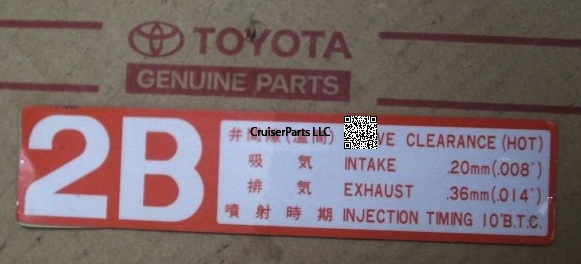 TOYOTA
GENUINE PARTS
2B
CruiserParts LLC
弁間隙(温間) VE CLEARANCE (HOT)
吸気 INTAKE .20mm(.008")
排気 EXHAUST .36mm(.014")
噴射時期 INJECTION TIMING 10°B.T.C.